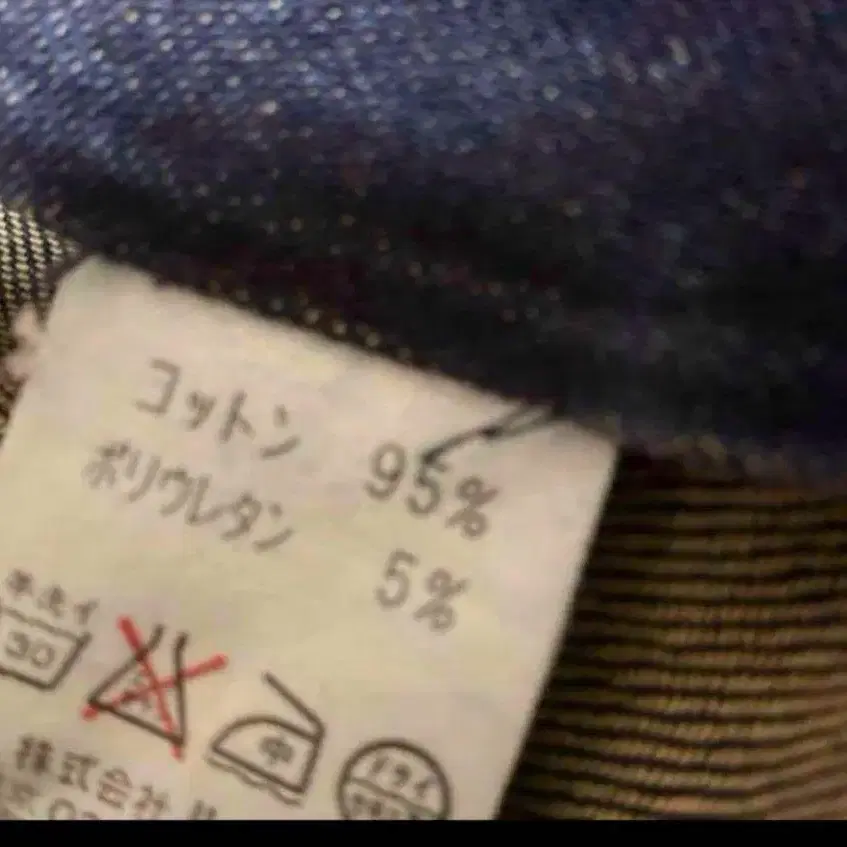 コットン 95%
ポリウレタン 5%
手洗イ
30
中
ドライ
株式会社